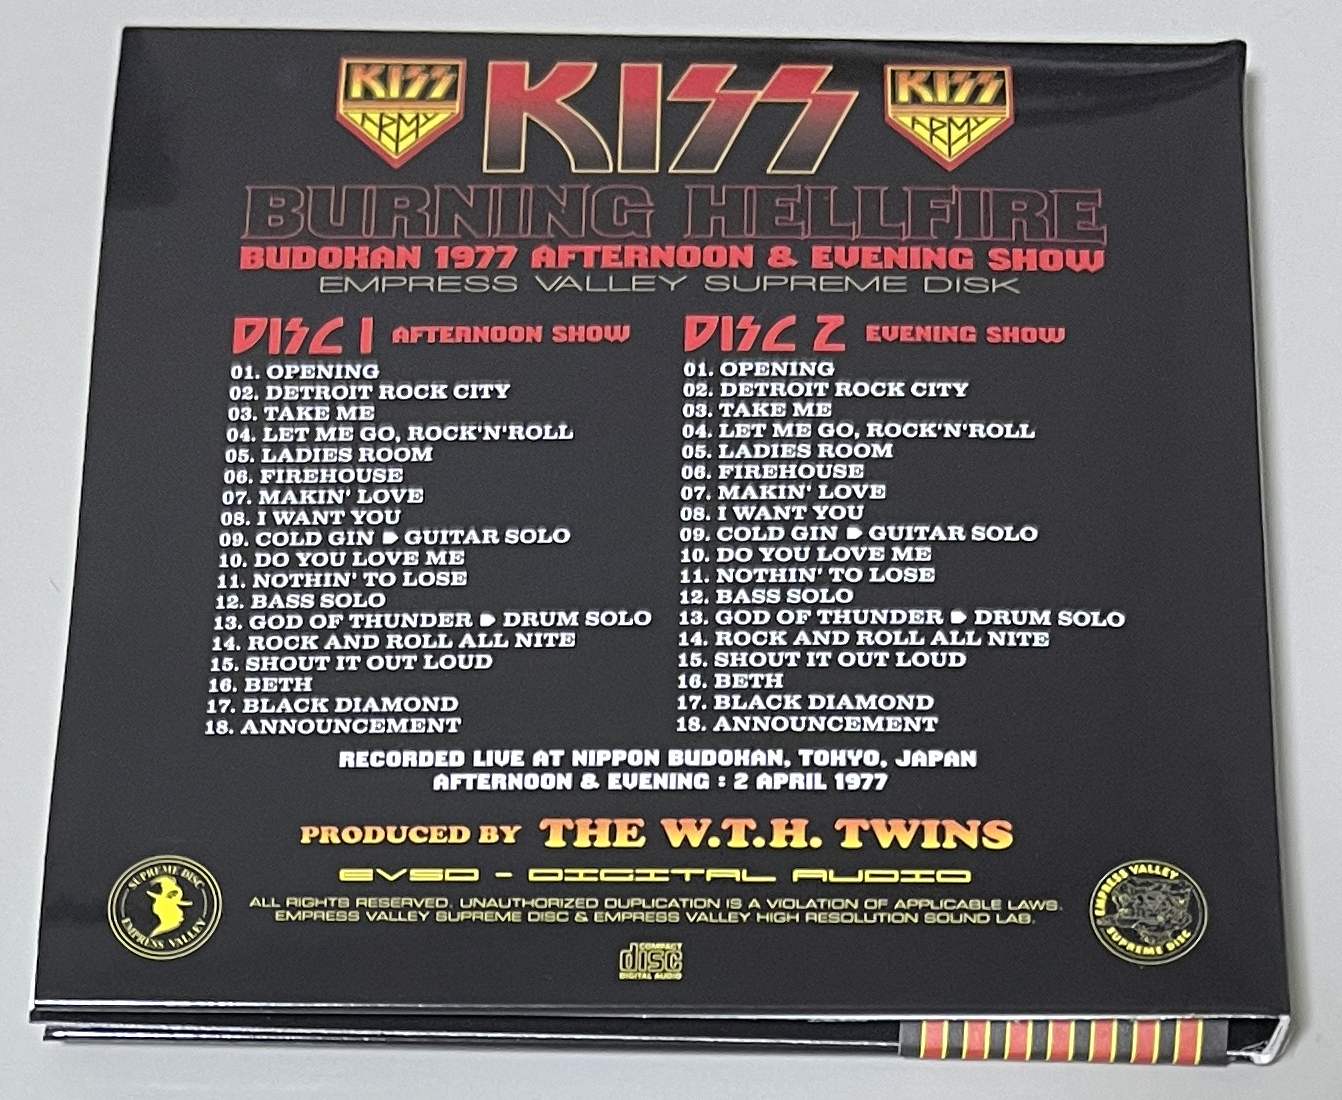 KISS ARMY
KISS
KISS ARMY
BURNING HELLFIRE
BUDOKAN 1977 AFTERNOON & EVENING SHOW
EMPRESS VALLEY SUPREME DISK
DISC 1 AFTERNOON SHOW
01. OPENING
02. DETROIT ROCK CITY
03. TAKE ME
04. LET ME GO, ROCK'N'ROLL
05. LADIES ROOM
06. FIREHOUSE
07. MAKIN' LOVE
08. I WANT YOU
09. COLD GIN ➧ GUITAR SOLO
10. DO YOU LOVE ME
11. NOTHIN' TO LOSE
12. BASS SOLO
13. GOD OF THUNDER ➧ DRUM SOLO
14. ROCK AND ROLL ALL NITE
15. SHOUT IT OUT LOUD
16. BETH
17. BLACK DIAMOND
18. ANNOUNCEMENT
DISC 2 EVENING SHOW
01. OPENING
02. DETROIT ROCK CITY
03. TAKE ME
04. LET ME GO, ROCK'N'ROLL
05. LADIES ROOM
06. FIREHOUSE
07. MAKIN' LOVE
08. I WANT YOU
09. COLD GIN ➧ GUITAR SOLO
10. DO YOU LOVE ME
11. NOTHIN' TO LOSE
12. BASS SOLO
13. GOD OF THUNDER ➧ DRUM SOLO
14. ROCK AND ROLL ALL NITE
15. SHOUT IT OUT LOUD
16. BETH
17. BLACK DIAMOND
18. ANNOUNCEMENT
RECORDED LIVE AT NIPPON BUDOKAN, TOKYO, JAPAN
AFTERNOON & EVENING : 2 APRIL 1977
PRODUCED BY THE W.T.H. TWINS
EVSD - DIGITAL AUDIO
ALL RIGHTS RESERVED. UNAUTHORIZED DUPLICATION IS A VIOLATION OF APPLICABLE LAWS.
EMPRESS VALLEY SUPREME DISC & EMPRESS VALLEY HIGH RESOLUTION SOUND LAB.
SUPREME DISC
EMPRESS VALLEY
EMPRESS VALLEY
SUPREME DISC
COMPACT
disc
DIGITAL AUDIO